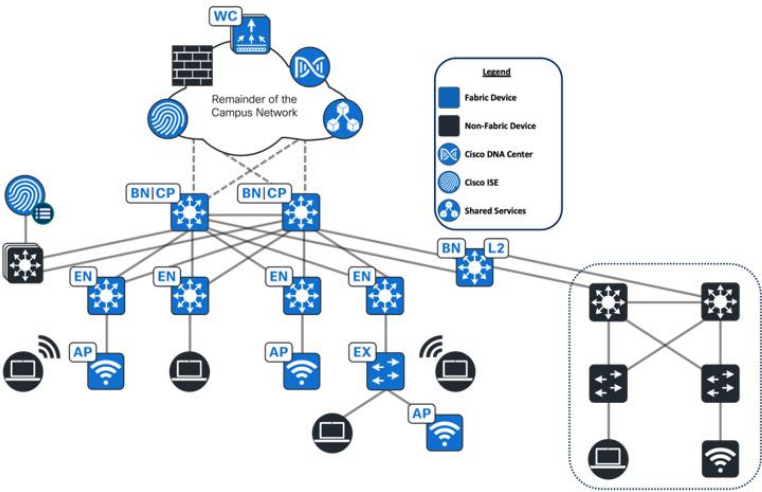 WC
Remainder of the
Campus Network
Legend
Fabric Device
Non-Fabric Device
Cisco DNA Center
Cisco ISE
Shared Services
BN|CP
BN|CP
BN
L2
EN
EN
EN
EN
AP
AP
EX
AP